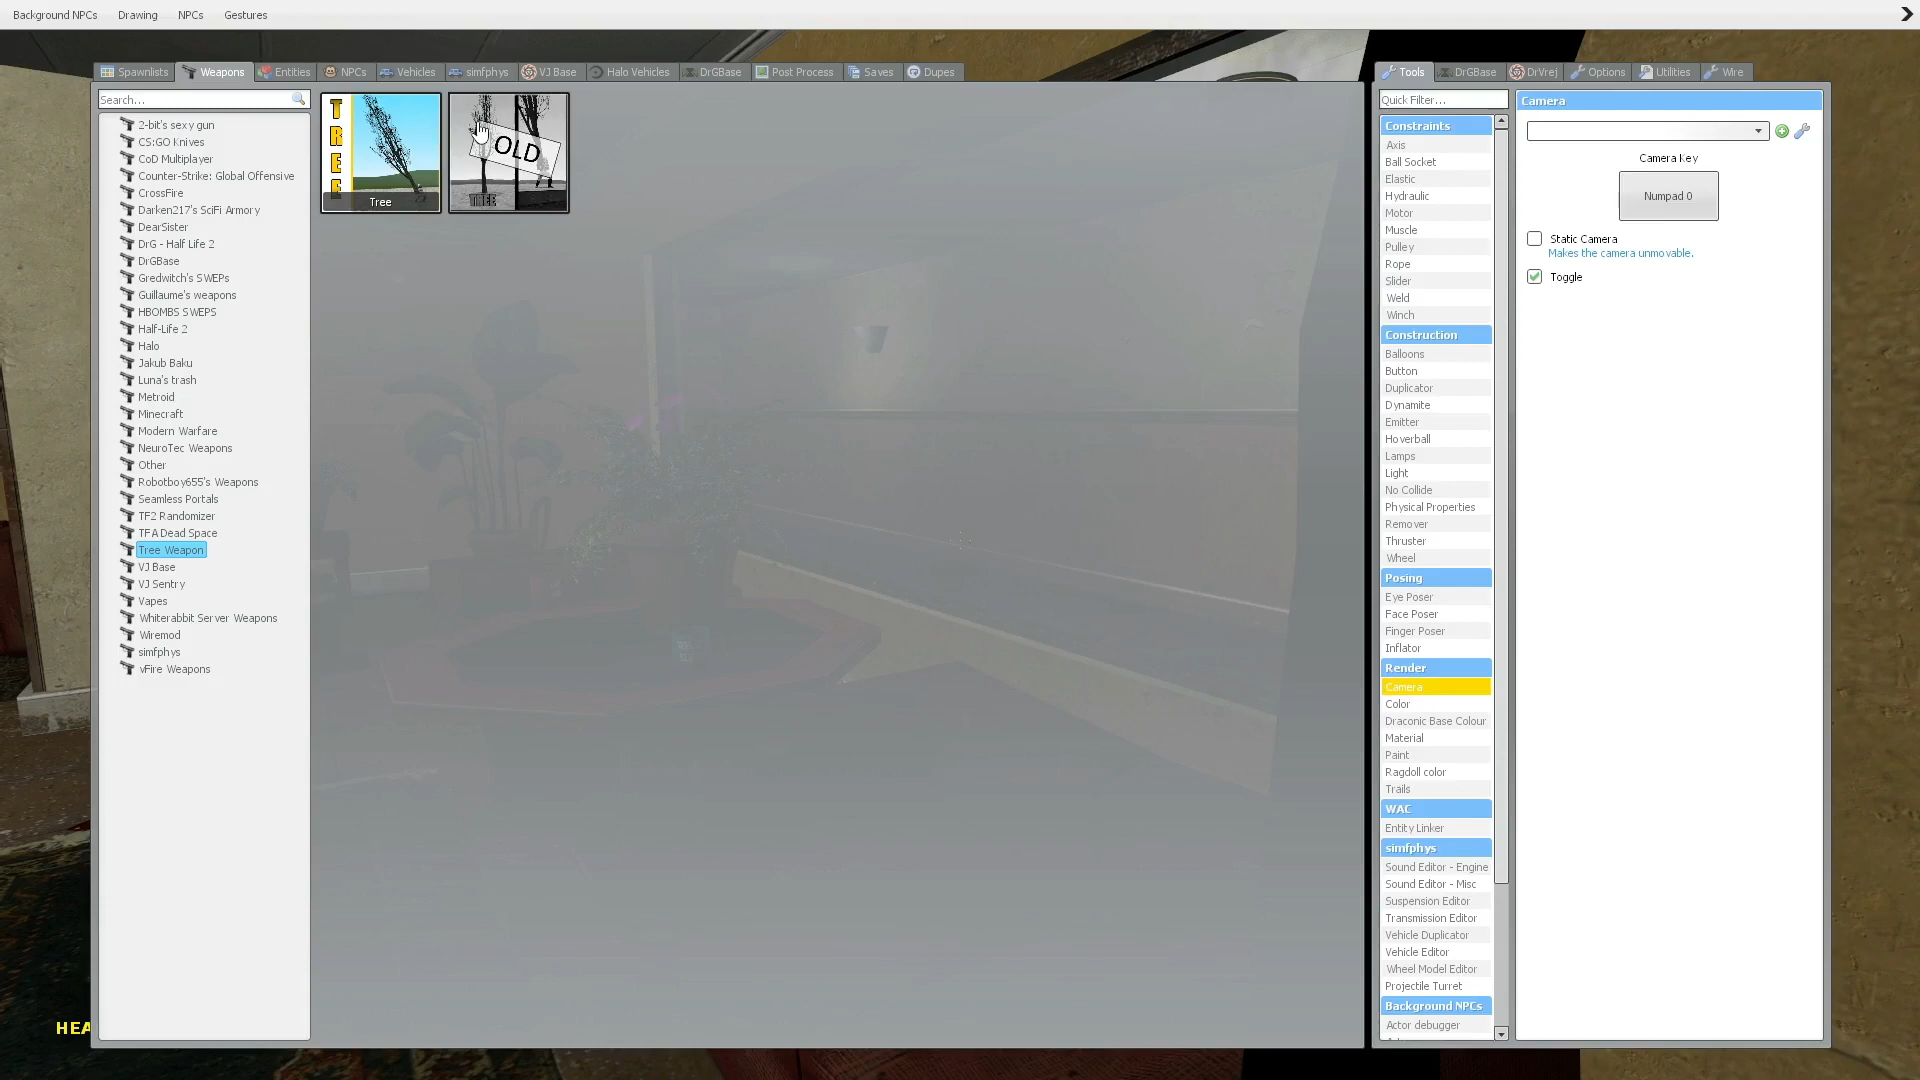 Background NPCs Drawing NPCs Gestures
Spawnlists Weapons Entities NPCs Vehicles simfphys VJ Base Halo Vehicles DrGBase Post Process Saves Dupes
Tools DrGBase DrVrej Options Utilities Wire
Search...
2-bit's sexy gun
CS:GO Knives
CoD Multiplayer
Counter-Strike: Global Offensive
CrossFire
Darken217's SciFi Armory
DearSister
DrG - Half Life 2
DrGBase
Gredwitch's SWEPs
Guillaume's weapons
HBOMBS SWEPS
Half-Life 2
Halo
Jakub Baku
Luna's trash
Metroid
Minecraft
Modern Warfare
NeuroTec Weapons
Other
Robotboy655's Weapons
Seamless Portals
TF2 Randomizer
TFA Dead Space
Tree Weapon
VJ Base
VJ Sentry
Vapes
Whiterabbit Server Weapons
Wiremod
simfphys
vFire Weapons
TREE
Tree
OLD
TREE
Quick Filter...
Constraints
Axis
Ball Socket
Elastic
Hydraulic
Motor
Muscle
Pulley
Rope
Slider
Weld
Winch
Construction
Balloons
Button
Duplicator
Dynamite
Emitter
Hoverball
Lamps
Light
No Collide
Physical Properties
Remover
Thruster
Wheel
Posing
Eye Poser
Face Poser
Finger Poser
Inflator
Render
Camera
Color
Draconic Base Colour
Material
Paint
Ragdoll color
Trails
WAC
Entity Linker
simfphys
Sound Editor - Engine
Sound Editor - Misc
Suspension Editor
Transmission Editor
Vehicle Duplicator
Vehicle Editor
Wheel Model Editor
Projectile Turret
Background NPCs
Actor debugger
Camera
Camera Key
Numpad 0
Static Camera
Makes the camera unmovable.
Toggle
HEA